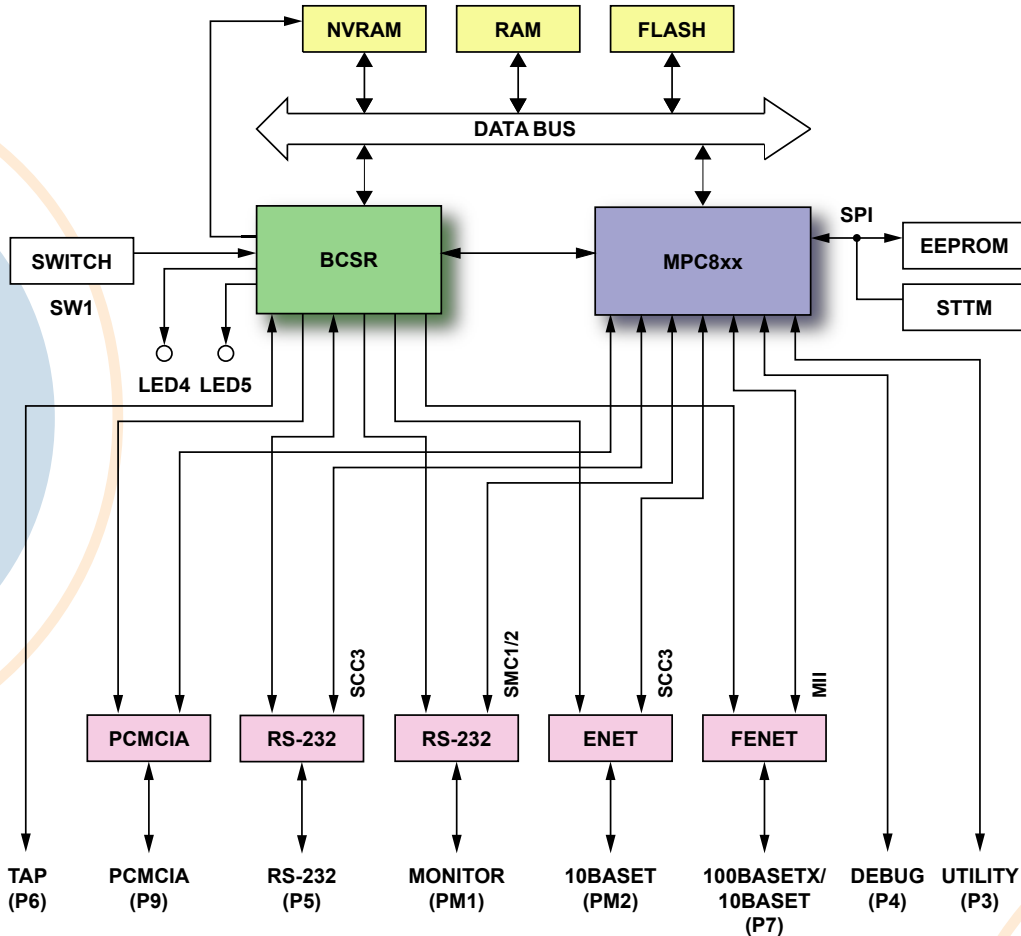 NVRAM
RAM
FLASH
DATA BUS
SWITCH
SW1
BCSR
MPC8xx
SPI
EEPROM
STTM
LED4
LED5
SCC3
SMC1/2
SCC3
MII
PCMCIA
RS-232
RS-232
ENET
FENET
TAP
(P6)
PCMCIA
(P9)
RS-232
(P5)
MONITOR
(PM1)
10BASET
(PM2)
100BASETX/
10BASET
(P7)
DEBUG
(P4)
UTILITY
(P3)